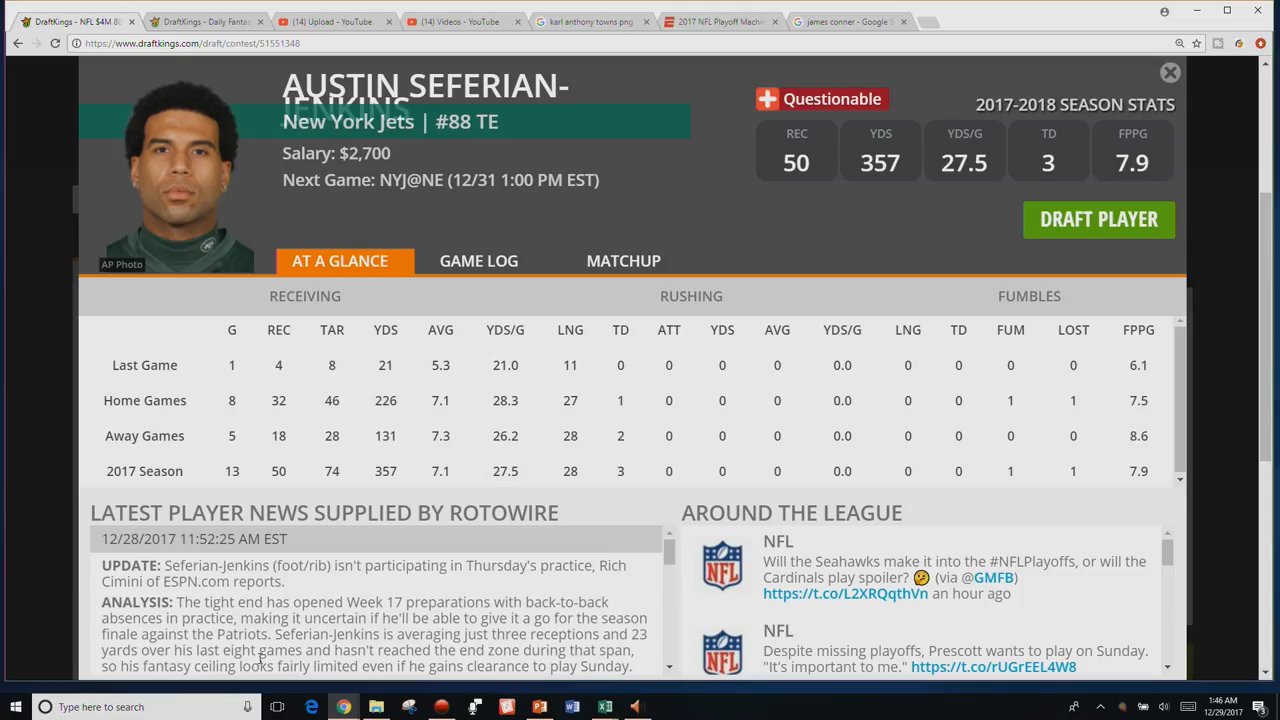 DraftKings - NFL $4M 80
DraftKings - Daily Fantas
(14) Upload - YouTube
(14) Videos - YouTube
karl anthony towns png
2017 NFL Playoff Machin
james conner - Google S
https://www.draftkings.com/draft/contest/51551348
AUSTIN SEFERIAN-
JENKINS
New York Jets | #88 TE
Salary: $2,700
Next Game: NYJ@NE (12/31 1:00 PM EST)
Questionable
2017-2018 SEASON STATS
REC YDS YDS/G TD FPPG
50 357 27.5 3 7.9
DRAFT PLAYER
AP Photo
AT A GLANCE GAME LOG MATCHUP
RECEIVING RUSHING FUMBLES
G REC TAR YDS AVG YDS/G LNG TD ATT YDS AVG YDS/G LNG TD FUM LOST FPPG
Last Game 1 4 8 21 5.3 21.0 11 0 0 0 0 0.0 0 0 0 0 6.1
Home Games 8 32 46 226 7.1 28.3 27 1 0 0 0 0.0 0 0 1 1 7.5
Away Games 5 18 28 131 7.3 26.2 28 2 0 0 0 0.0 0 0 0 0 8.6
2017 Season 13 50 74 357 7.1 27.5 28 3 0 0 0 0.0 0 0 1 1 7.9
LATEST PLAYER NEWS SUPPLIED BY ROTOWIRE
12/28/2017 11:52:25 AM EST
UPDATE: Seferian-Jenkins (foot/rib) isn't participating in Thursday's practice, Rich
Cimini of ESPN.com reports.
ANALYSIS: The tight end has opened Week 17 preparations with back-to-back
absences in practice, making it uncertain if he'll be able to give it a go for the season
finale against the Patriots. Seferian-Jenkins is averaging just three receptions and 23
yards over his last eight games and hasn't reached the end zone during that span,
so his fantasy ceiling looks fairly limited even if he gains clearance to play Sunday.
AROUND THE LEAGUE
NFL
Will the Seahawks make it into the #NFLPlayoffs, or will the
Cardinals play spoiler? 🤔 (via @GMFB)
https://t.co/L2XRQqthVn an hour ago
NFL
Despite missing playoffs, Prescott wants to play on Sunday.
"It's important to me." https://t.co/rUGrEEL4W8
Type here to search
1:46 AM
12/29/2017